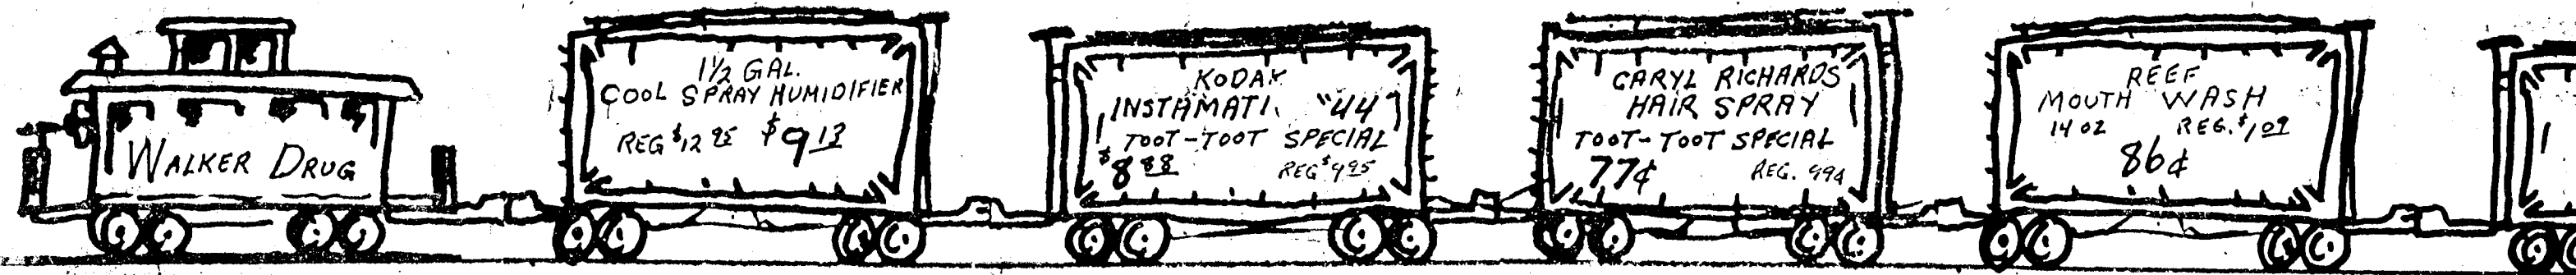 WALKER DRUG
1½ GAL.
COOL SPRAY HUMIDIFIER
REG $12 95 $9 13
KODAK
INSTAMATI "44"
TOOT-TOOT SPECIAL
$8 88 REG $9 95
CARYL RICHARDS
HAIR SPRAY
TOOT-TOOT SPECIAL
77¢ REG. 99¢
REEF
MOUTH WASH
14 OZ REG. $1 09
86¢